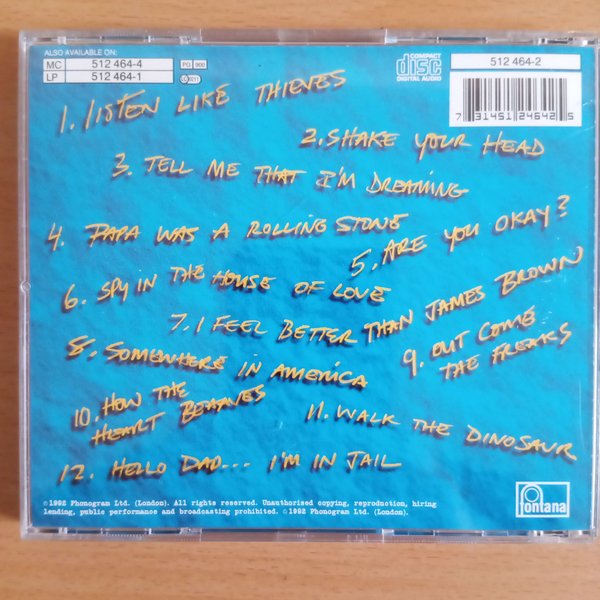 ALSO AVAILABLE ON:
MC 512 464-4 PG 900
LP 512 464-1
COMPACT
disc
DIGITAL AUDIO
512 464-2
7 31451 24642 5
1. LISTEN LIKE THIEVES
2. SHAKE YOUR HEAD
3. TELL ME THAT I'M DREAMING
4. PAPA WAS A ROLLING STONE
5. ARE YOU OKAY?
6. SPY IN THE HOUSE OF LOVE
7. I FEEL BETTER THAN JAMES BROWN
8. SOMEWHERE IN AMERICA
9. OUT COME
THE FREAKS
10. HOW THE
HEART BEHAVES
11. WALK THE DINOSAUR
12. HELLO DAD... I'M IN JAIL
℗1992 Phonogram Ltd. (London). All rights reserved. Unauthorised copying, reproduction, hiring
lending, public performance and broadcasting prohibited. ©1992 Phonogram Ltd. (London).
fontana